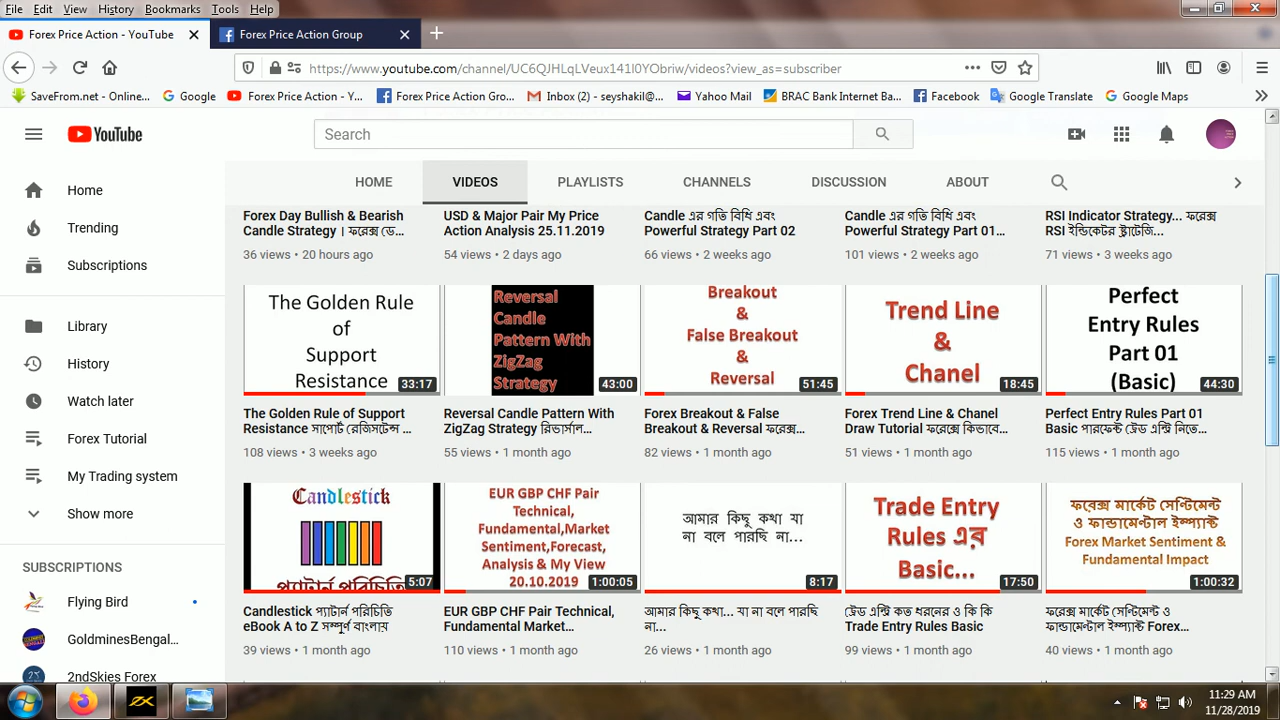 File Edit View History Bookmarks Tools Help
Forex Price Action - YouTube
Forex Price Action Group
https://www.youtube.com/channel/UC6QJHLqLVeux141I0YObriw/videos?view_as=subscriber
SaveFrom.net - Online... Google Forex Price Action - Y... Forex Price Action Gro... Inbox (2) - seyshakil@... Yahoo Mail BRAC Bank Internet Ba... Facebook Google Translate Google Maps
YouTube
Search
HOME VIDEOS PLAYLISTS CHANNELS DISCUSSION ABOUT
Home
Trending
Subscriptions
Library
History
Watch later
Forex Tutorial
My Trading system
Show more
SUBSCRIPTIONS
Flying Bird
GoldminesBengal...
2ndSkies Forex
Forex Day Bullish & Bearish
Candle Strategy । ফরেক্স ডে...
36 views • 20 hours ago
USD & Major Pair My Price
Action Analysis 25.11.2019
54 views • 2 days ago
Candle এর গতি বিধি এবং
Powerful Strategy Part 02
66 views • 2 weeks ago
Candle এর গতি বিধি এবং
Powerful Strategy Part 01...
101 views • 2 weeks ago
RSI Indicator Strategy... ফরেক্স
RSI ইন্ডিকেটর স্ট্রাটেজি...
71 views • 3 weeks ago
The Golden Rule
of
Support
Resistance
33:17
The Golden Rule of Support
Resistance সাপোর্ট রেজিসটেন্স ...
108 views • 3 weeks ago
Reversal
Candle
Pattern With
ZigZag
Strategy
43:00
Reversal Candle Pattern With
ZigZag Strategy রিভার্সাল...
55 views • 1 month ago
Breakout
&
False Breakout
&
Reversal
51:45
Forex Breakout & False
Breakout & Reversal ফরেক্স...
82 views • 1 month ago
Trend Line
&
Chanel
18:45
Forex Trend Line & Chanel
Draw Tutorial ফরেক্সে কিভাবে...
51 views • 1 month ago
Perfect
Entry Rules
Part 01
(Basic)
44:30
Perfect Entry Rules Part 01
Basic পারফেক্ট ট্রেড এন্ট্রি নিতে...
115 views • 1 month ago
Candlestick
প্যাটার্ন পরিচিতি
5:07
Candlestick প্যাটার্ন পরিচিতি
eBook A to Z সম্পুর্ণ বাংলায়
39 views • 1 month ago
EUR GBP CHF Pair
Technical,
Fundamental,Market
Sentiment,Forecast,
Analysis & My View
20.10.2019
1:00:05
EUR GBP CHF Pair Technical,
Fundamental Market...
110 views • 1 month ago
আমার কিছু কথা যা
না বলে পারছি না...
8:17
আমার কিছু কথা... যা না বলে পারছি
না...
26 views • 1 month ago
Trade Entry
Rules এর
Basic...
17:50
ট্রেড এন্ট্রি কত ধরনের ও কি কি
Trade Entry Rules Basic
99 views • 1 month ago
ফরেক্স মার্কেট সেণ্টিমেন্ট
ও ফান্ডামেন্টাল ইম্প্যাক্ট
Forex Market Sentiment &
Fundamental Impact
1:00:32
ফরেক্স মার্কেট সেণ্টিমেন্ট ও
ফান্ডামেন্টাল ইম্প্যাক্ট Forex...
40 views • 1 month ago
11:29 AM
11/28/2019